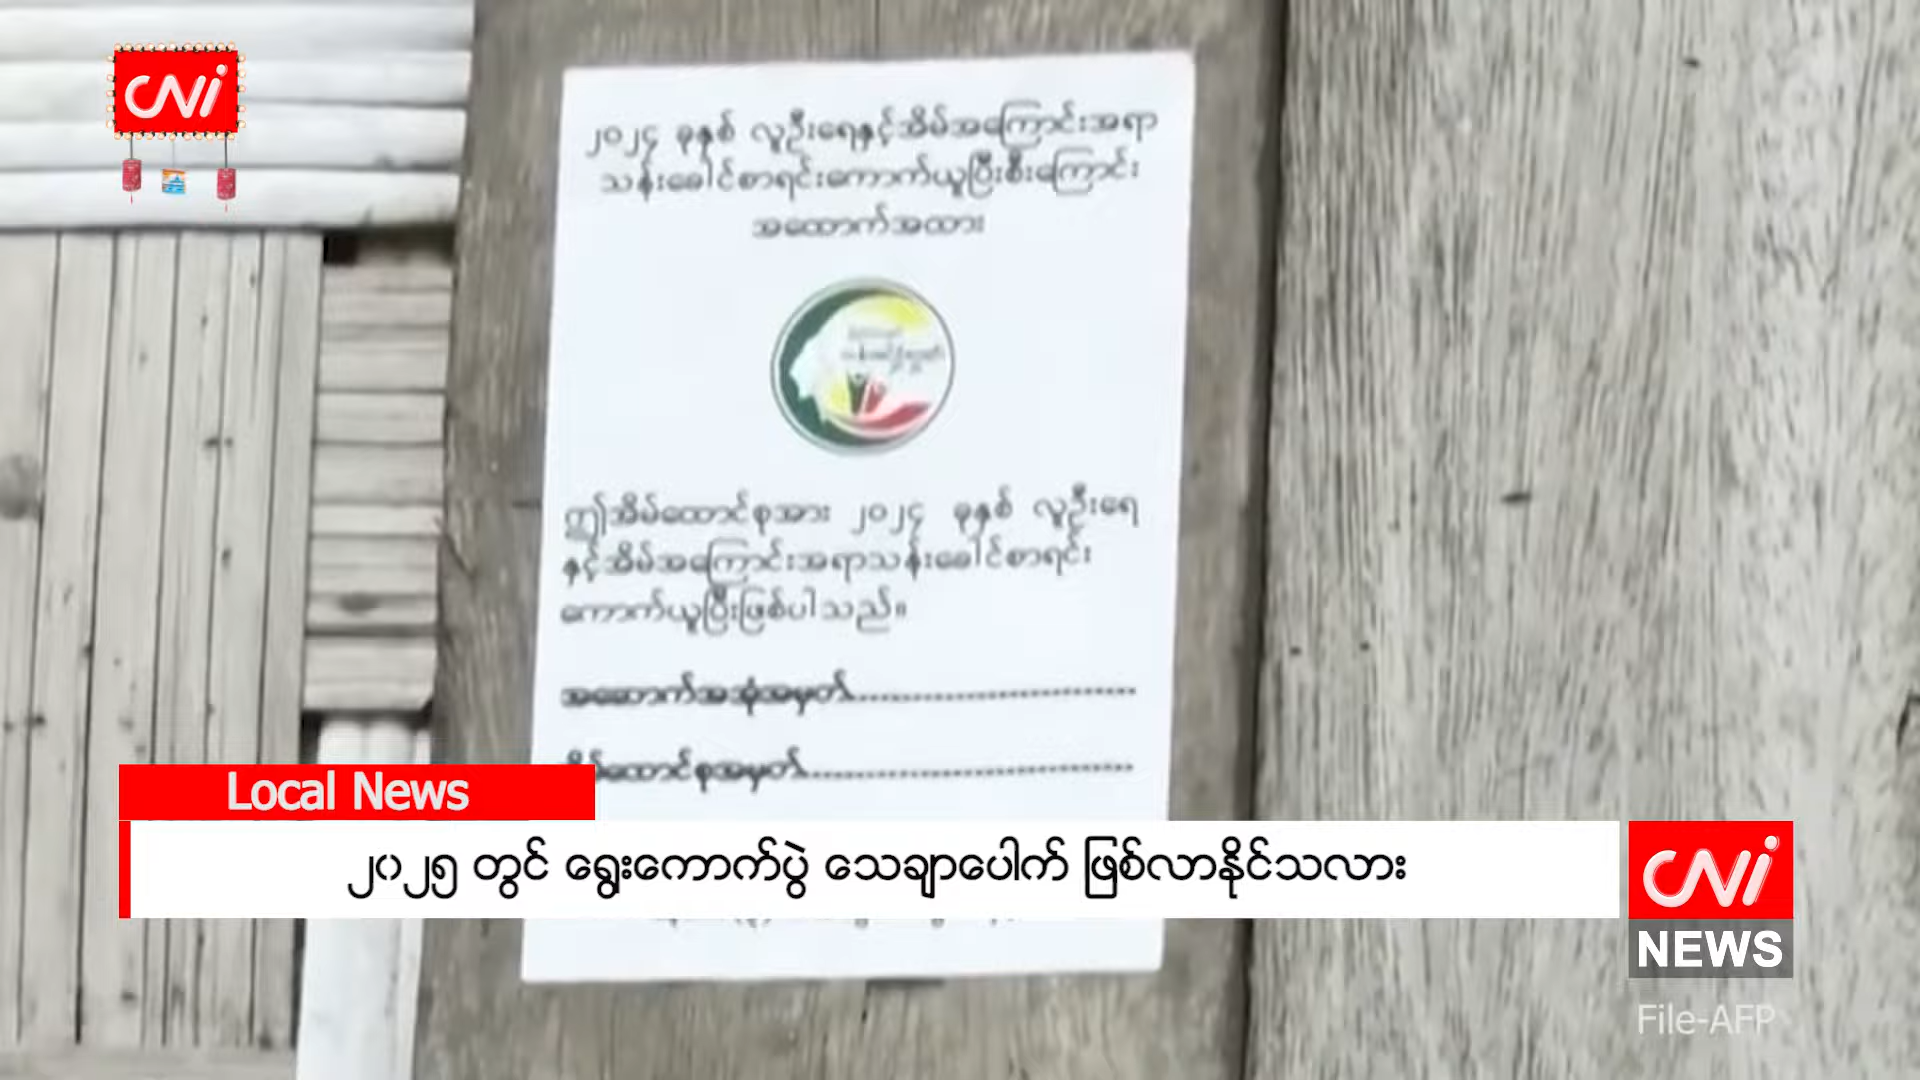 CNi
၂၀၂၄ ခုနှစ် လူဦးရေနှင့်အိမ်အကြောင်းအရာ
သန်းခေါင်စာရင်းကောက်ယူပြီးစီးကြောင်း
အထောက်အထား
ဤအိမ်ထောင်စုအား ၂၀၂၄ ခုနှစ် လူဦးရေ
နှင့်အိမ်အကြောင်းအရာသန်းခေါင်စာရင်း
ကောက်ယူပြီးဖြစ်ပါသည်။
အဆောက်အအုံအမှတ်..............................
အိမ်ထောင်စုအမှတ်..............................
Local News
၂၀၂၅ တွင် ရွေးကောက်ပွဲ သေချာပေါက် ဖြစ်လာနိုင်သလား
CNi
NEWS
File-AFP